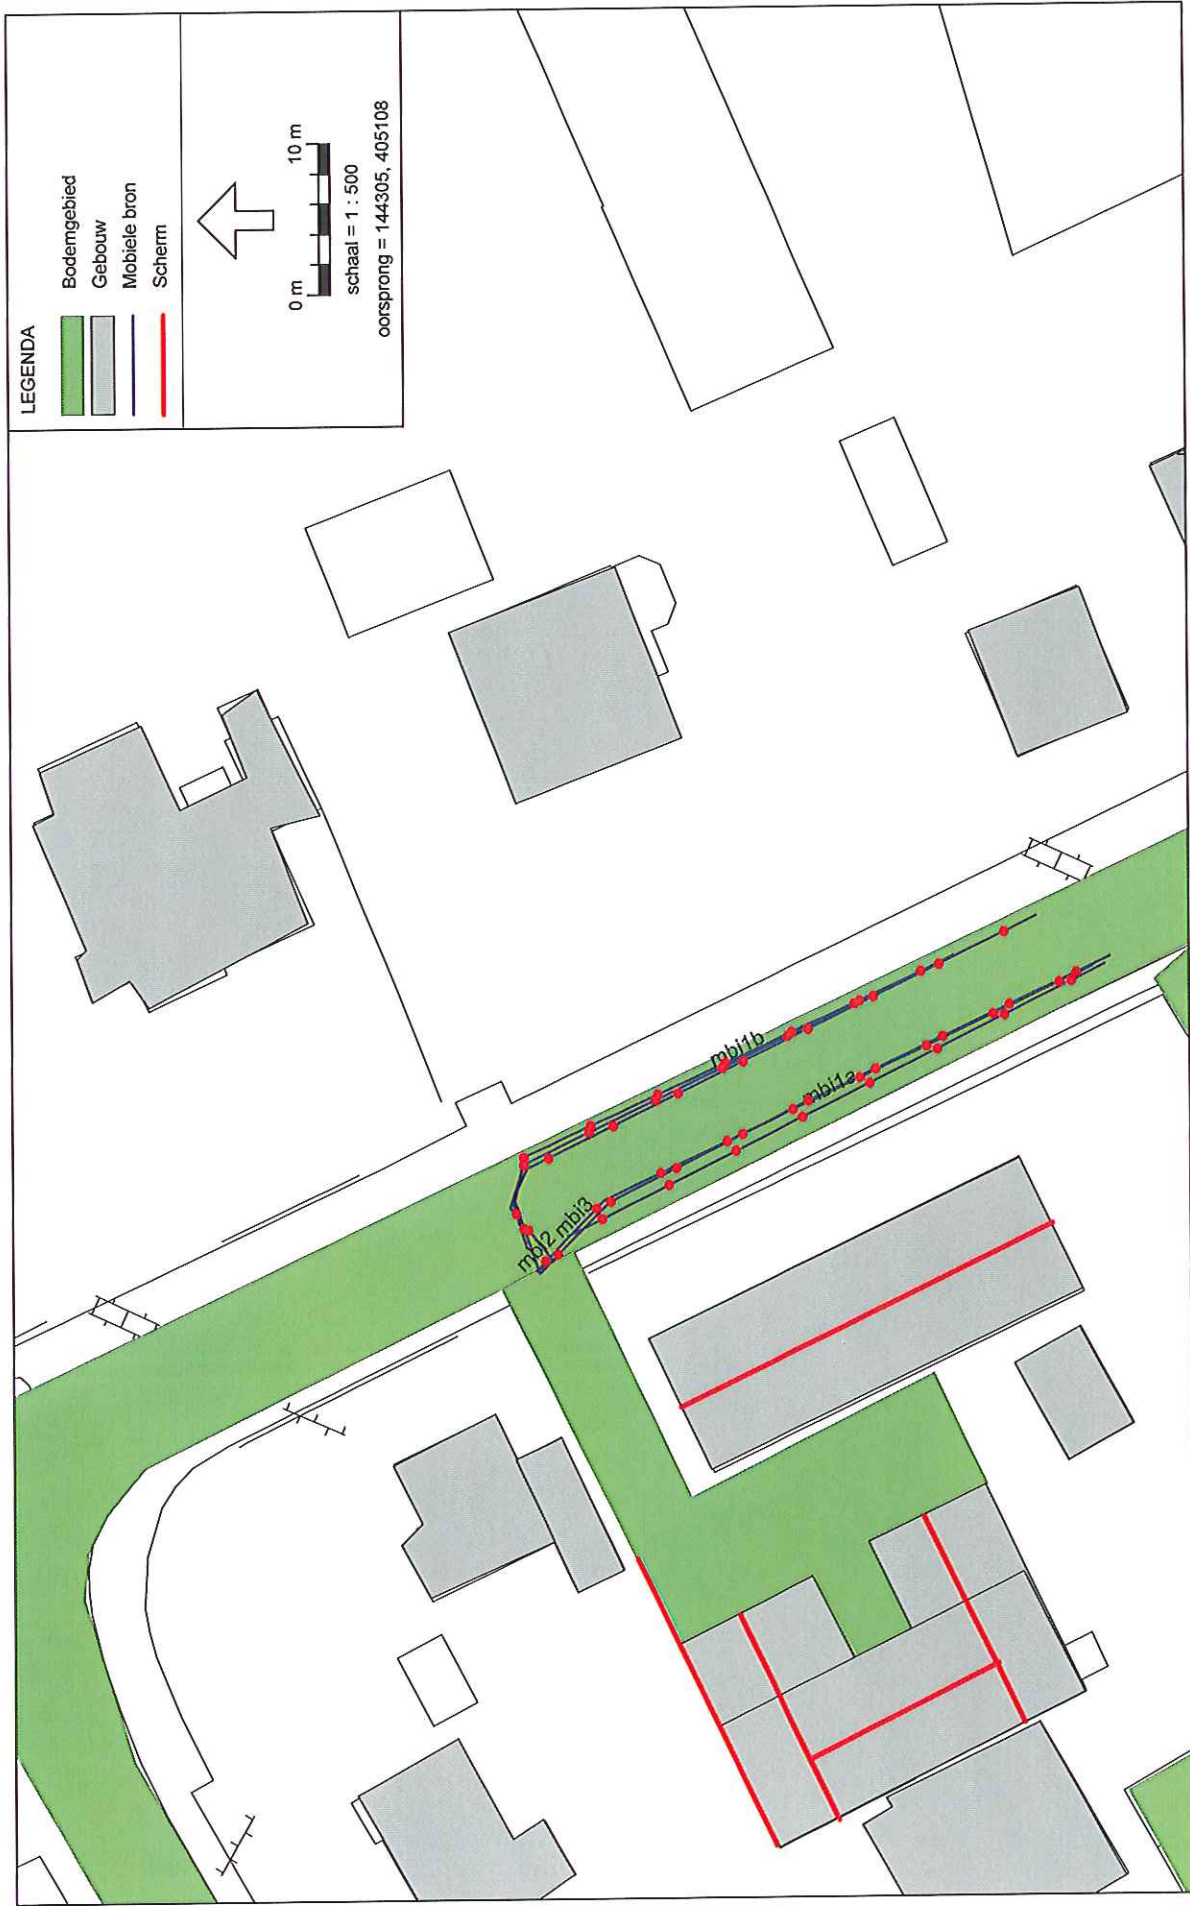 LEGENDA
Bodemgebied
Gebouw
Mobiele bron
Scherm
0 m 10 m
schaal = 1 : 500
oorsprong = 144305, 405108
mbi1b
mbi1a
mbi2 mbi3